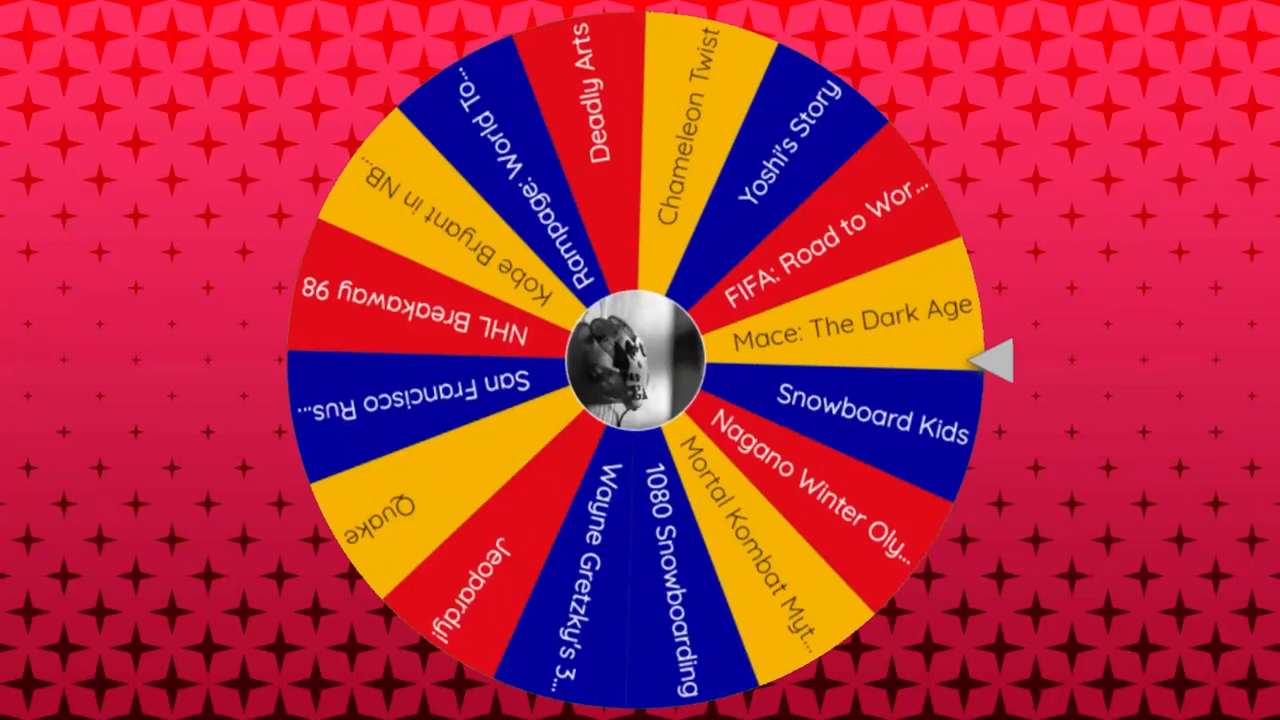 Deadly Arts
Chameleon Twist
Yoshi's Story
FIFA: Road to Wor...
Mace: The Dark Age
Snowboard Kids
Nagano Winter Oly...
Mortal Kombat Myt...
1080 Snowboarding
Wayne Gretzky's 3...
Jeopardy!
Quake
San Francisco Rus...
NHL Breakaway 98
Kobe Bryant in NB...
Rampage: World To...